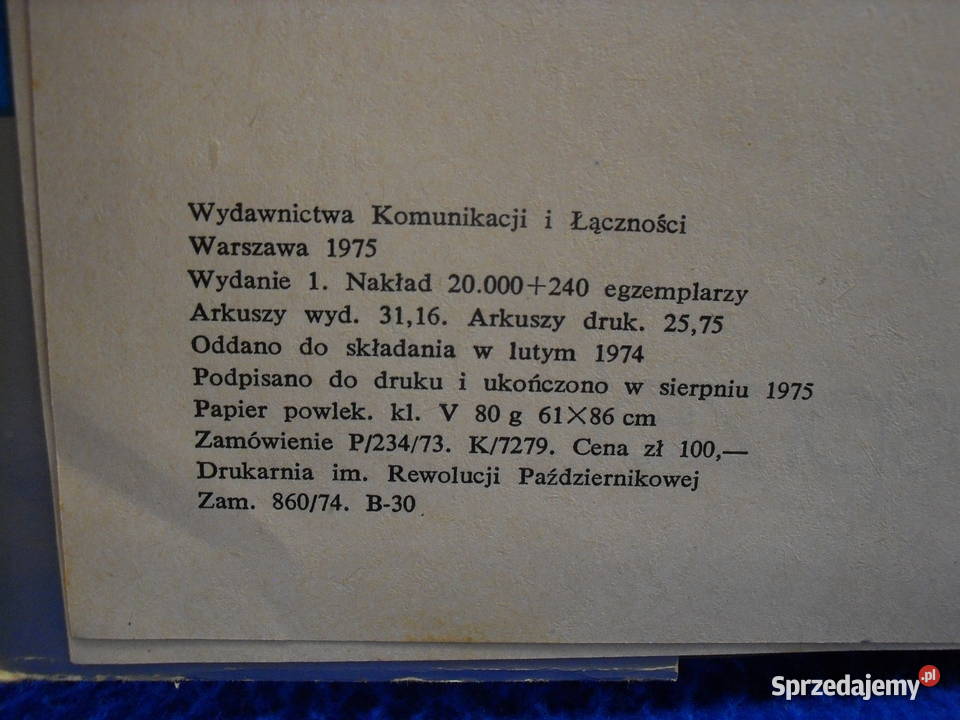 Wydawnictwa Komunikacji i Łączności
Warszawa 1975
Wydanie 1. Nakład 20.000+240 egzemplarzy
Arkuszy wyd. 31,16. Arkuszy druk. 25,75
Oddano do składania w lutym 1974
Podpisano do druku i ukończono w sierpniu 1975
Papier powlek. kl. V 80 g 61×86 cm
Zamówienie P/234/73. K/7279. Cena zł 100,—
Drukarnia im. Rewolucji Październikowej
Zam. 860/74. B-30
Sprzedajemy.pl